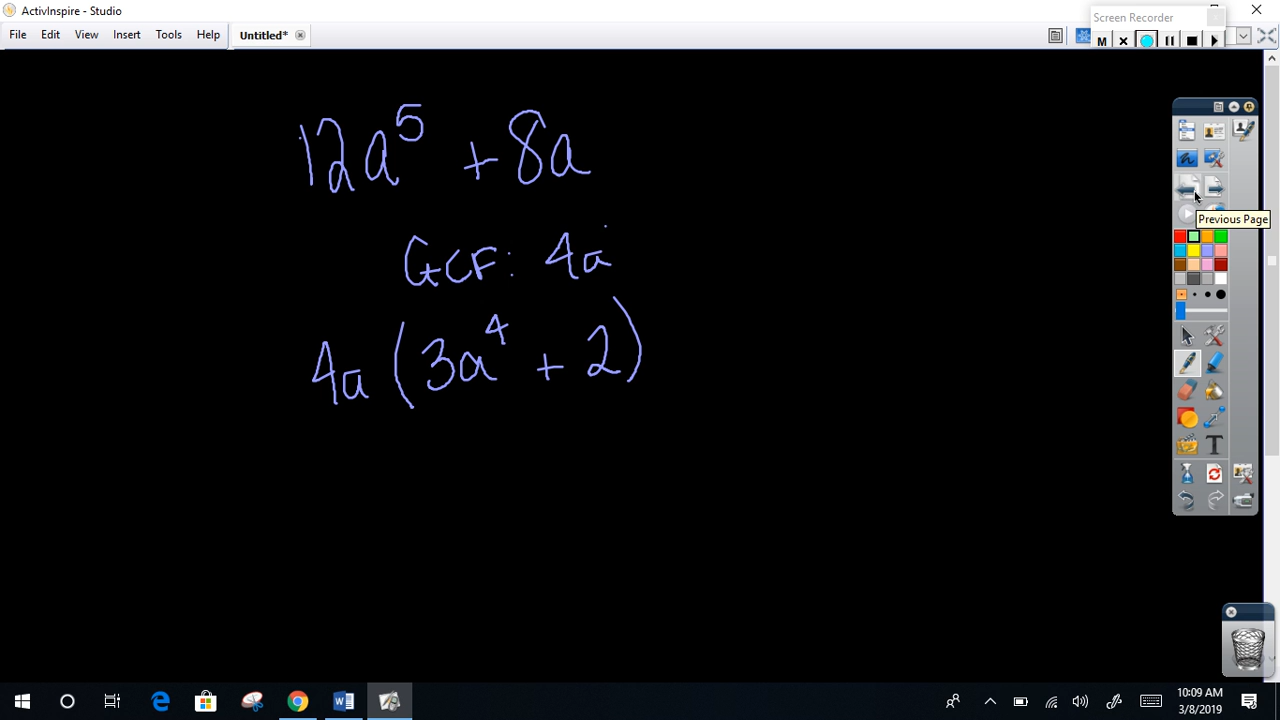 ActivInspire - Studio
Screen Recorder
File Edit View Insert Tools Help Untitled*
M
12a⁵ + 8a
GCF: 4a
4a (3a⁴ + 2)
Previous Page
T
10:09 AM
3/8/2019